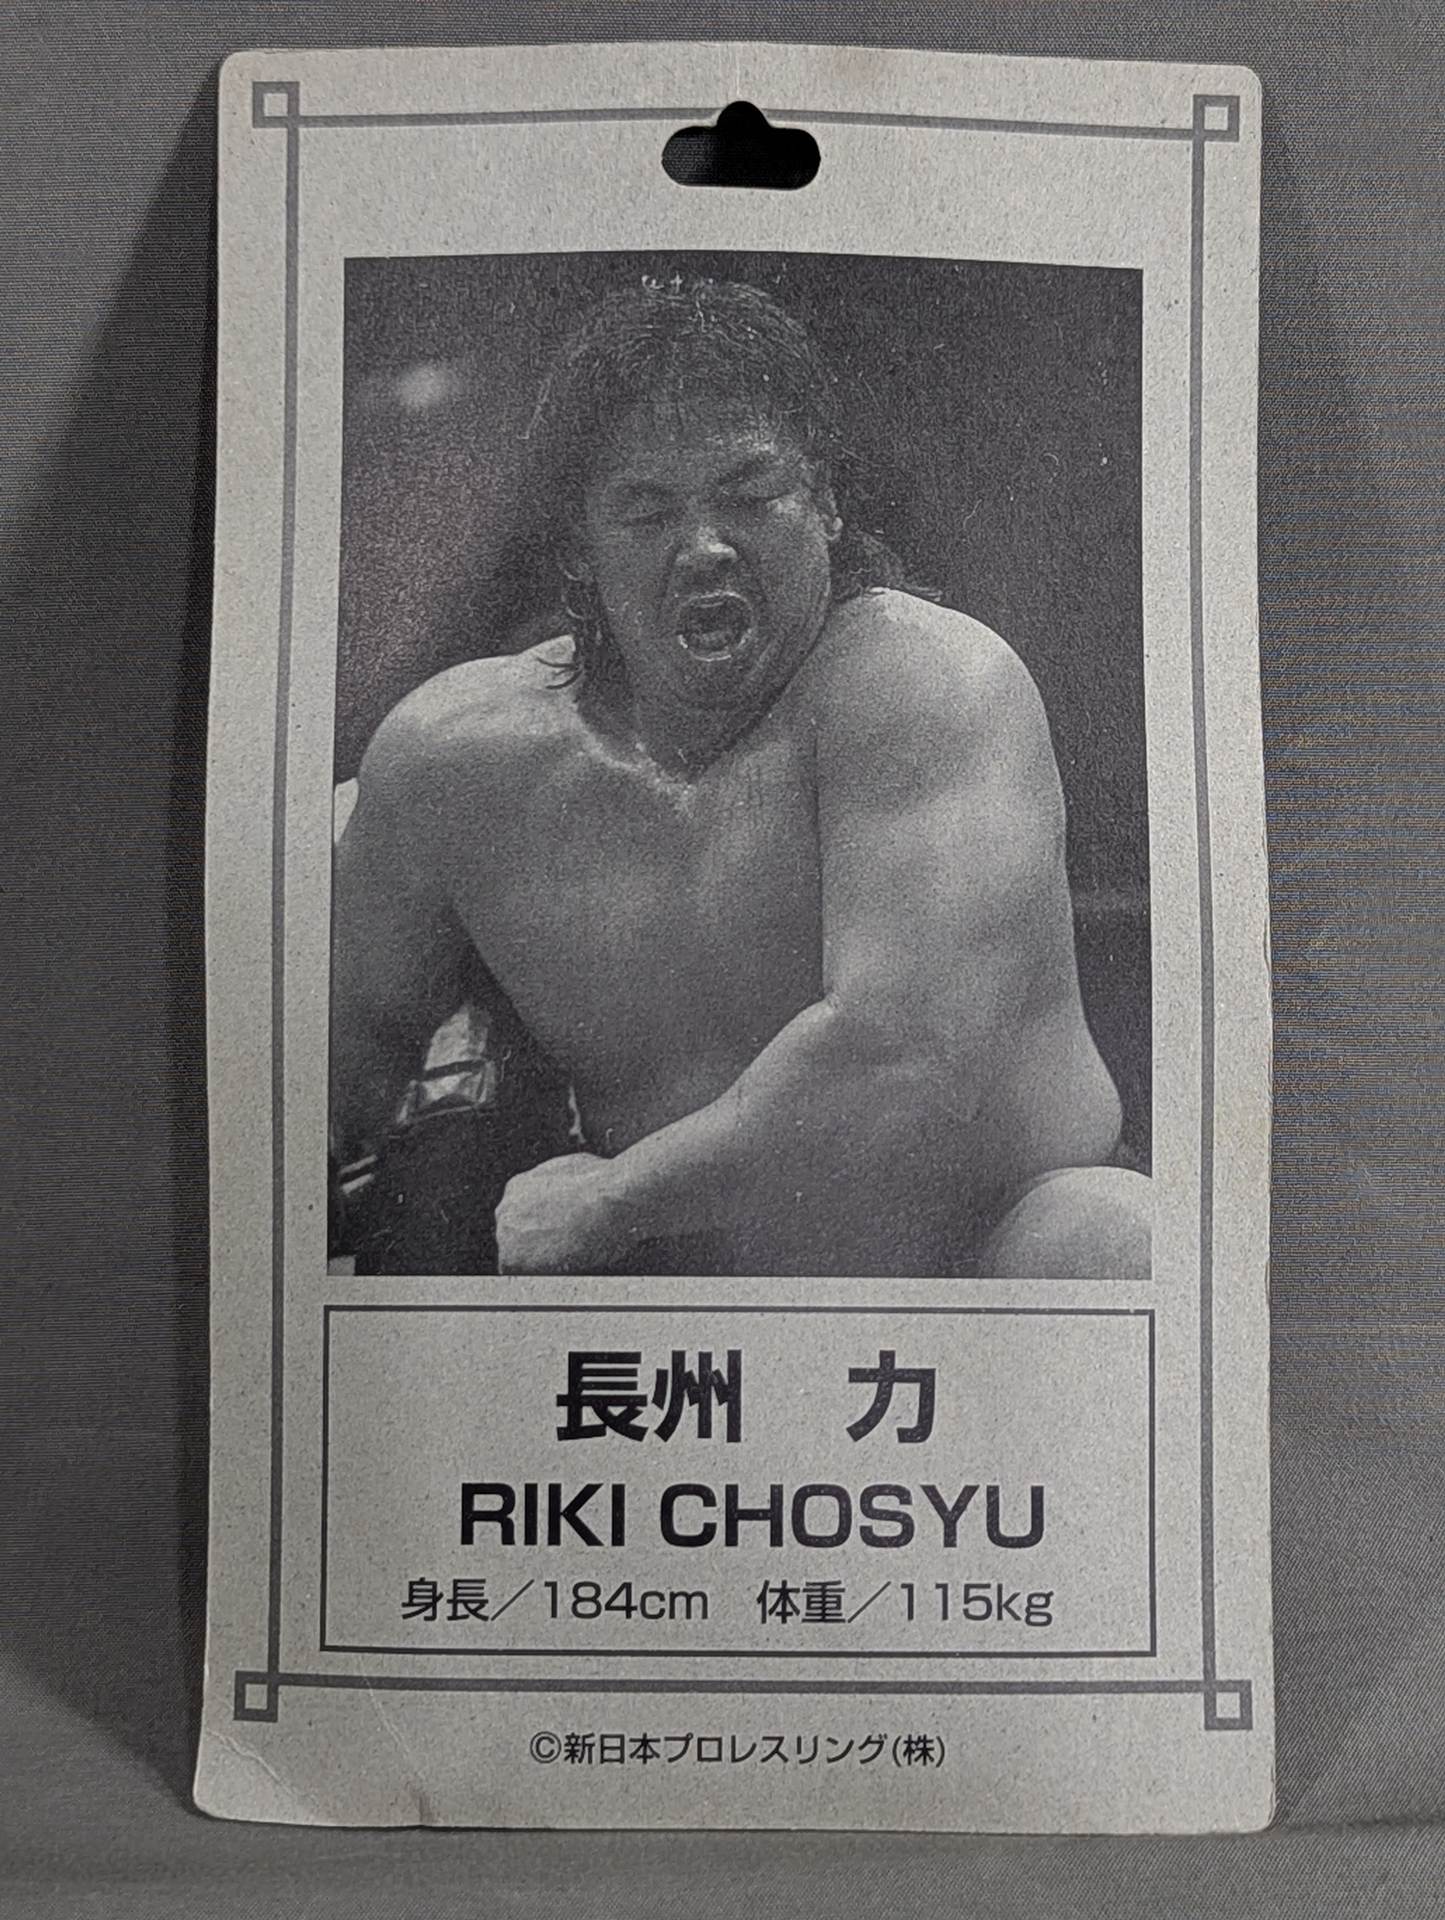 長州　力
RIKI CHOSYU
身長／184cm　体重／115kg
©新日本プロレスリング(株)